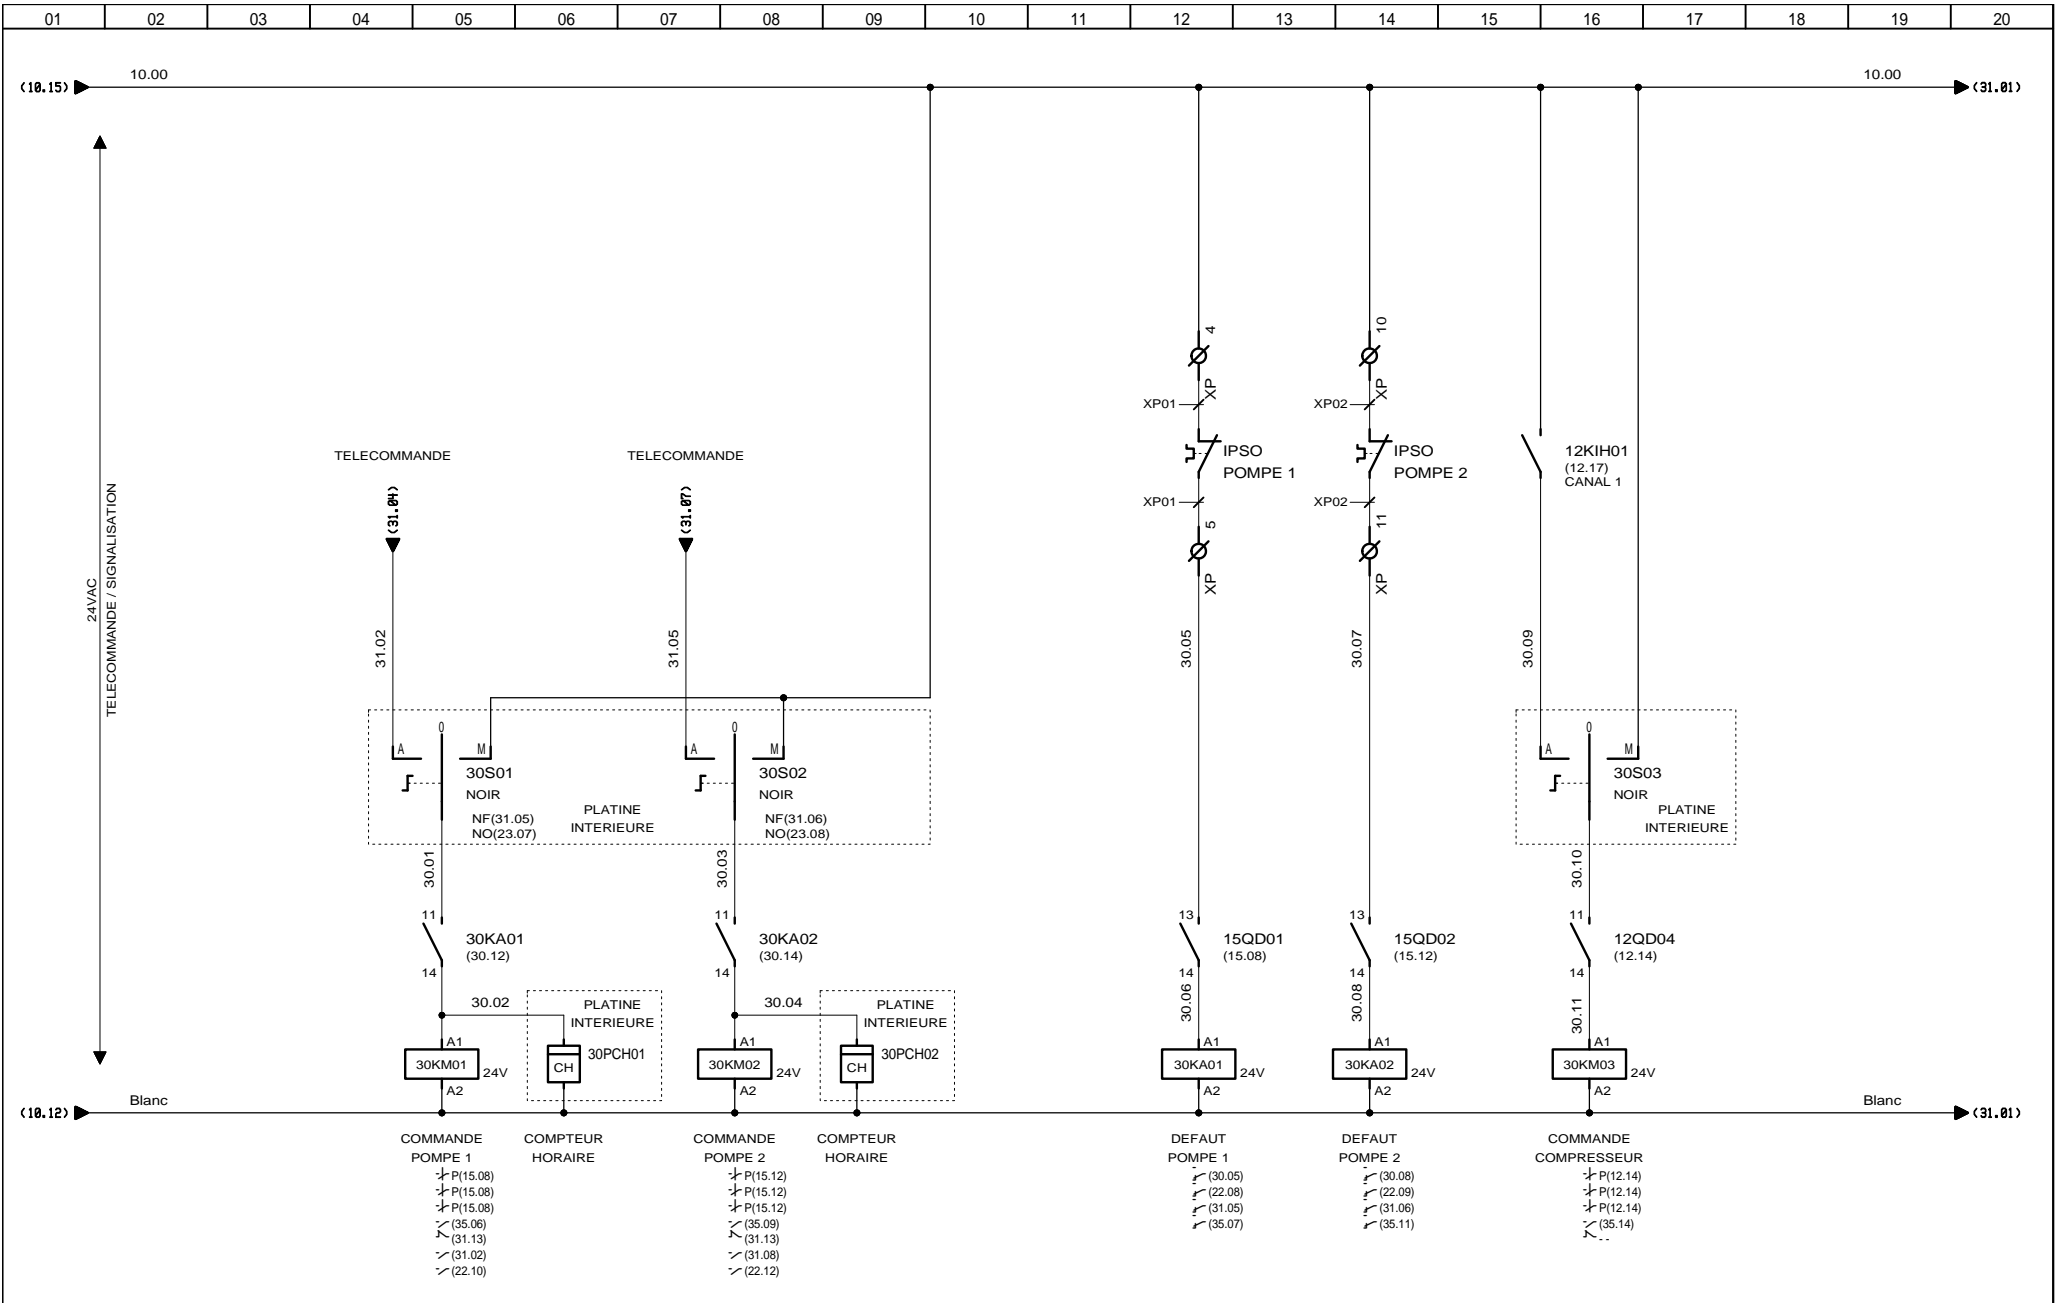 01 02 03 04 05 06 07 08 09 10 11 12 13 14 15 16 17 18 19 20
10.00 10.00
(10.15) (31.01)
24VAC
TELECOMMANDE / SIGNALISATION
TELECOMMANDE
(31.04)
31.02
TELECOMMANDE
(31.07)
31.05
A 0 M
30S01
NOIR
NF(31.05)
NO(23.07)
PLATINE
INTERIEURE
A 0 M
30S02
NOIR
NF(31.06)
NO(23.08)
30.01
11
30KA01
(30.12)
14
30.02
PLATINE
INTERIEURE
A1
30KM01
24V
A2
CH
30PCH01
30.03
11
30KA02
(30.14)
14
30.04
PLATINE
INTERIEURE
A1
30KM02
24V
A2
CH
30PCH02
4
XP
XP01
IPSO
POMPE 1
XP01
5
XP
30.05
13
15QD01
(15.08)
14
30.06
A1
30KA01
24V
A2
10
XP
XP02
IPSO
POMPE 2
XP02
11
XP
30.07
13
15QD02
(15.12)
14
30.08
A1
30KA02
24V
A2
12KIH01
(12.17)
CANAL 1
30.09
A 0 M
30S03
NOIR
PLATINE
INTERIEURE
30.10
11
12QD04
(12.14)
14
30.11
A1
30KM03
24V
A2
Blanc Blanc
(10.12) (31.01)
COMMANDE
POMPE 1
P(15.08)
P(15.08)
P(15.08)
(35.06)
(31.13)
(31.02)
(22.10)
COMPTEUR
HORAIRE
COMMANDE
POMPE 2
P(15.12)
P(15.12)
P(15.12)
(35.09)
(31.13)
(31.08)
(22.12)
COMPTEUR
HORAIRE
DEFAUT
POMPE 1
(30.05)
(22.08)
(31.05)
(35.07)
DEFAUT
POMPE 2
(30.08)
(22.09)
(31.06)
(35.11)
COMMANDE
COMPRESSEUR
P(12.14)
P(12.14)
P(12.14)
(35.14)
- -